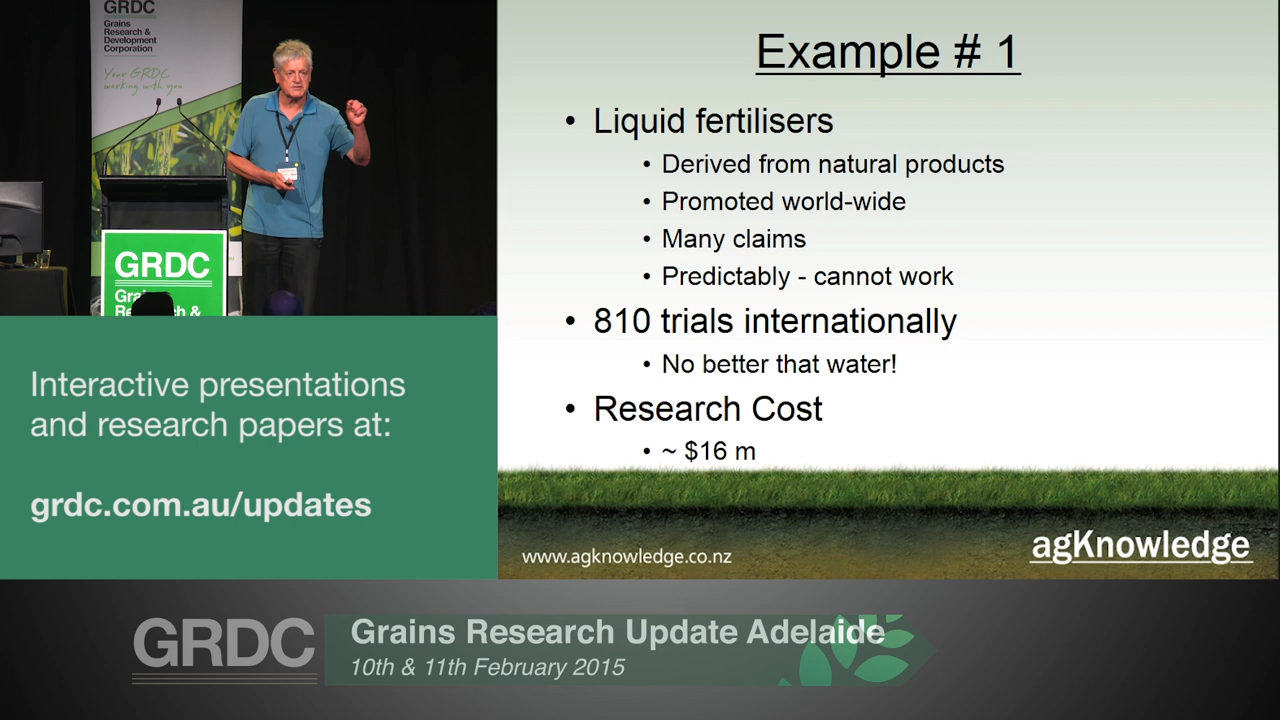 GRDC
Grains
Research &
Development
Corporation
Your GRDC
working with you
GRDC
Research &
Interactive presentations
and research papers at:
grdc.com.au/updates
Example # 1
• Liquid fertilisers
• Derived from natural products
• Promoted world-wide
• Many claims
• Predictably - cannot work
• 810 trials internationally
• No better that water!
• Research Cost
• ~ $16 m
www.agknowledge.co.nz
agKnowledge
GRDC
Grains Research Update Adelaide
10th & 11th February 2015